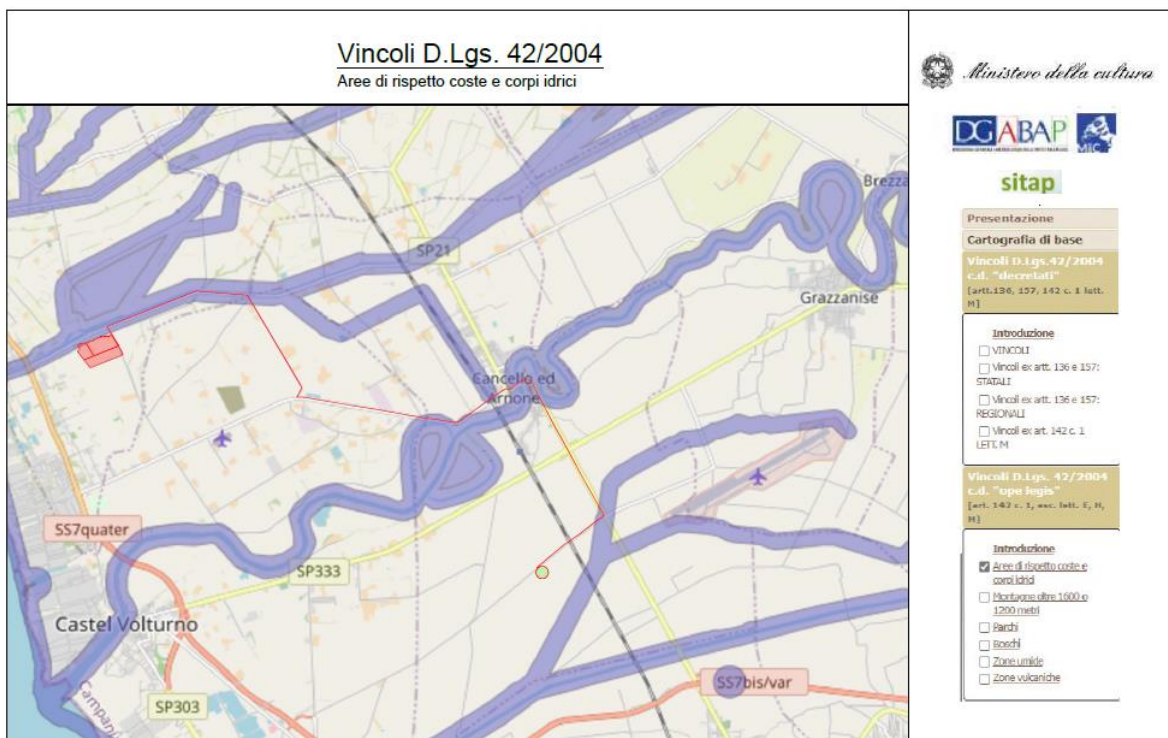 Vincoli D.Lgs. 42/2004
Aree di rispetto coste e corpi idrici
Ministero della cultura
DGABAP
MiC
sitap
Presentazione
Cartografia di base
Vincoli D.Lgs.42/2004
c.d. "decretati"
[artt.136, 157, 142 c. 1 lett.
M]
Introduzione
VINCOLI
Vincoli ex artt. 136 e 157:
STATALI
Vincoli ex artt. 136 e 157:
REGIONALI
Vincoli ex art. 142 c. 1
LETT. M
Vincoli D.Lgs. 42/2004
c.d. "ope legis"
[art. 142 c. 1, esc. lett. E, H,
M]
Introduzione
Aree di rispetto coste e
corpi idrici
Montagne oltre 1600 o
1200 metri
Parchi
Boschi
Zone umide
Zone vulcaniche
Brezza
SP21
Grazzanise
Cancello ed
Arnone
SS7quater
SP333
Castel Volturno
SS7bis/var
SP303
Campani